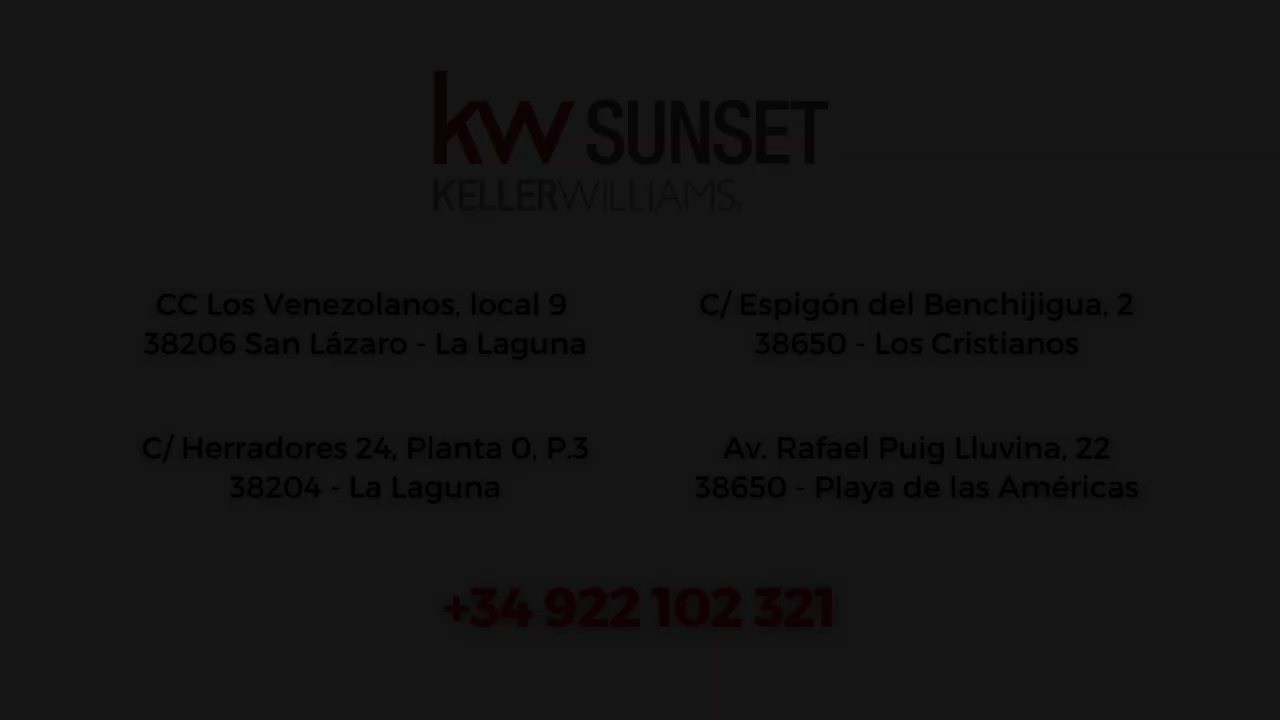 kw SUNSET
KELLERWILLIAMS.
CC Los Venezolanos, local 9
38206 San Lázaro - La Laguna
C/ Espigón del Benchijigua, 2
38650 - Los Cristianos
C/ Herradores 24, Planta 0, P.3
38204 - La Laguna
Av. Rafael Puig Lluvina, 22
38650 - Playa de las Américas
+34 922 102 321